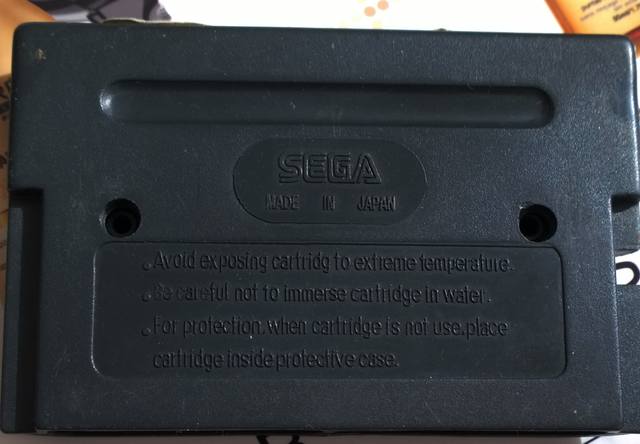 SEGA
MADE IN JAPAN
.Avoid exposing cartridg to extreme temperature.
.Be careful not to immerse cartridge in water.
.For protection.when cartridge is not use,place
cartridge inside protective case.